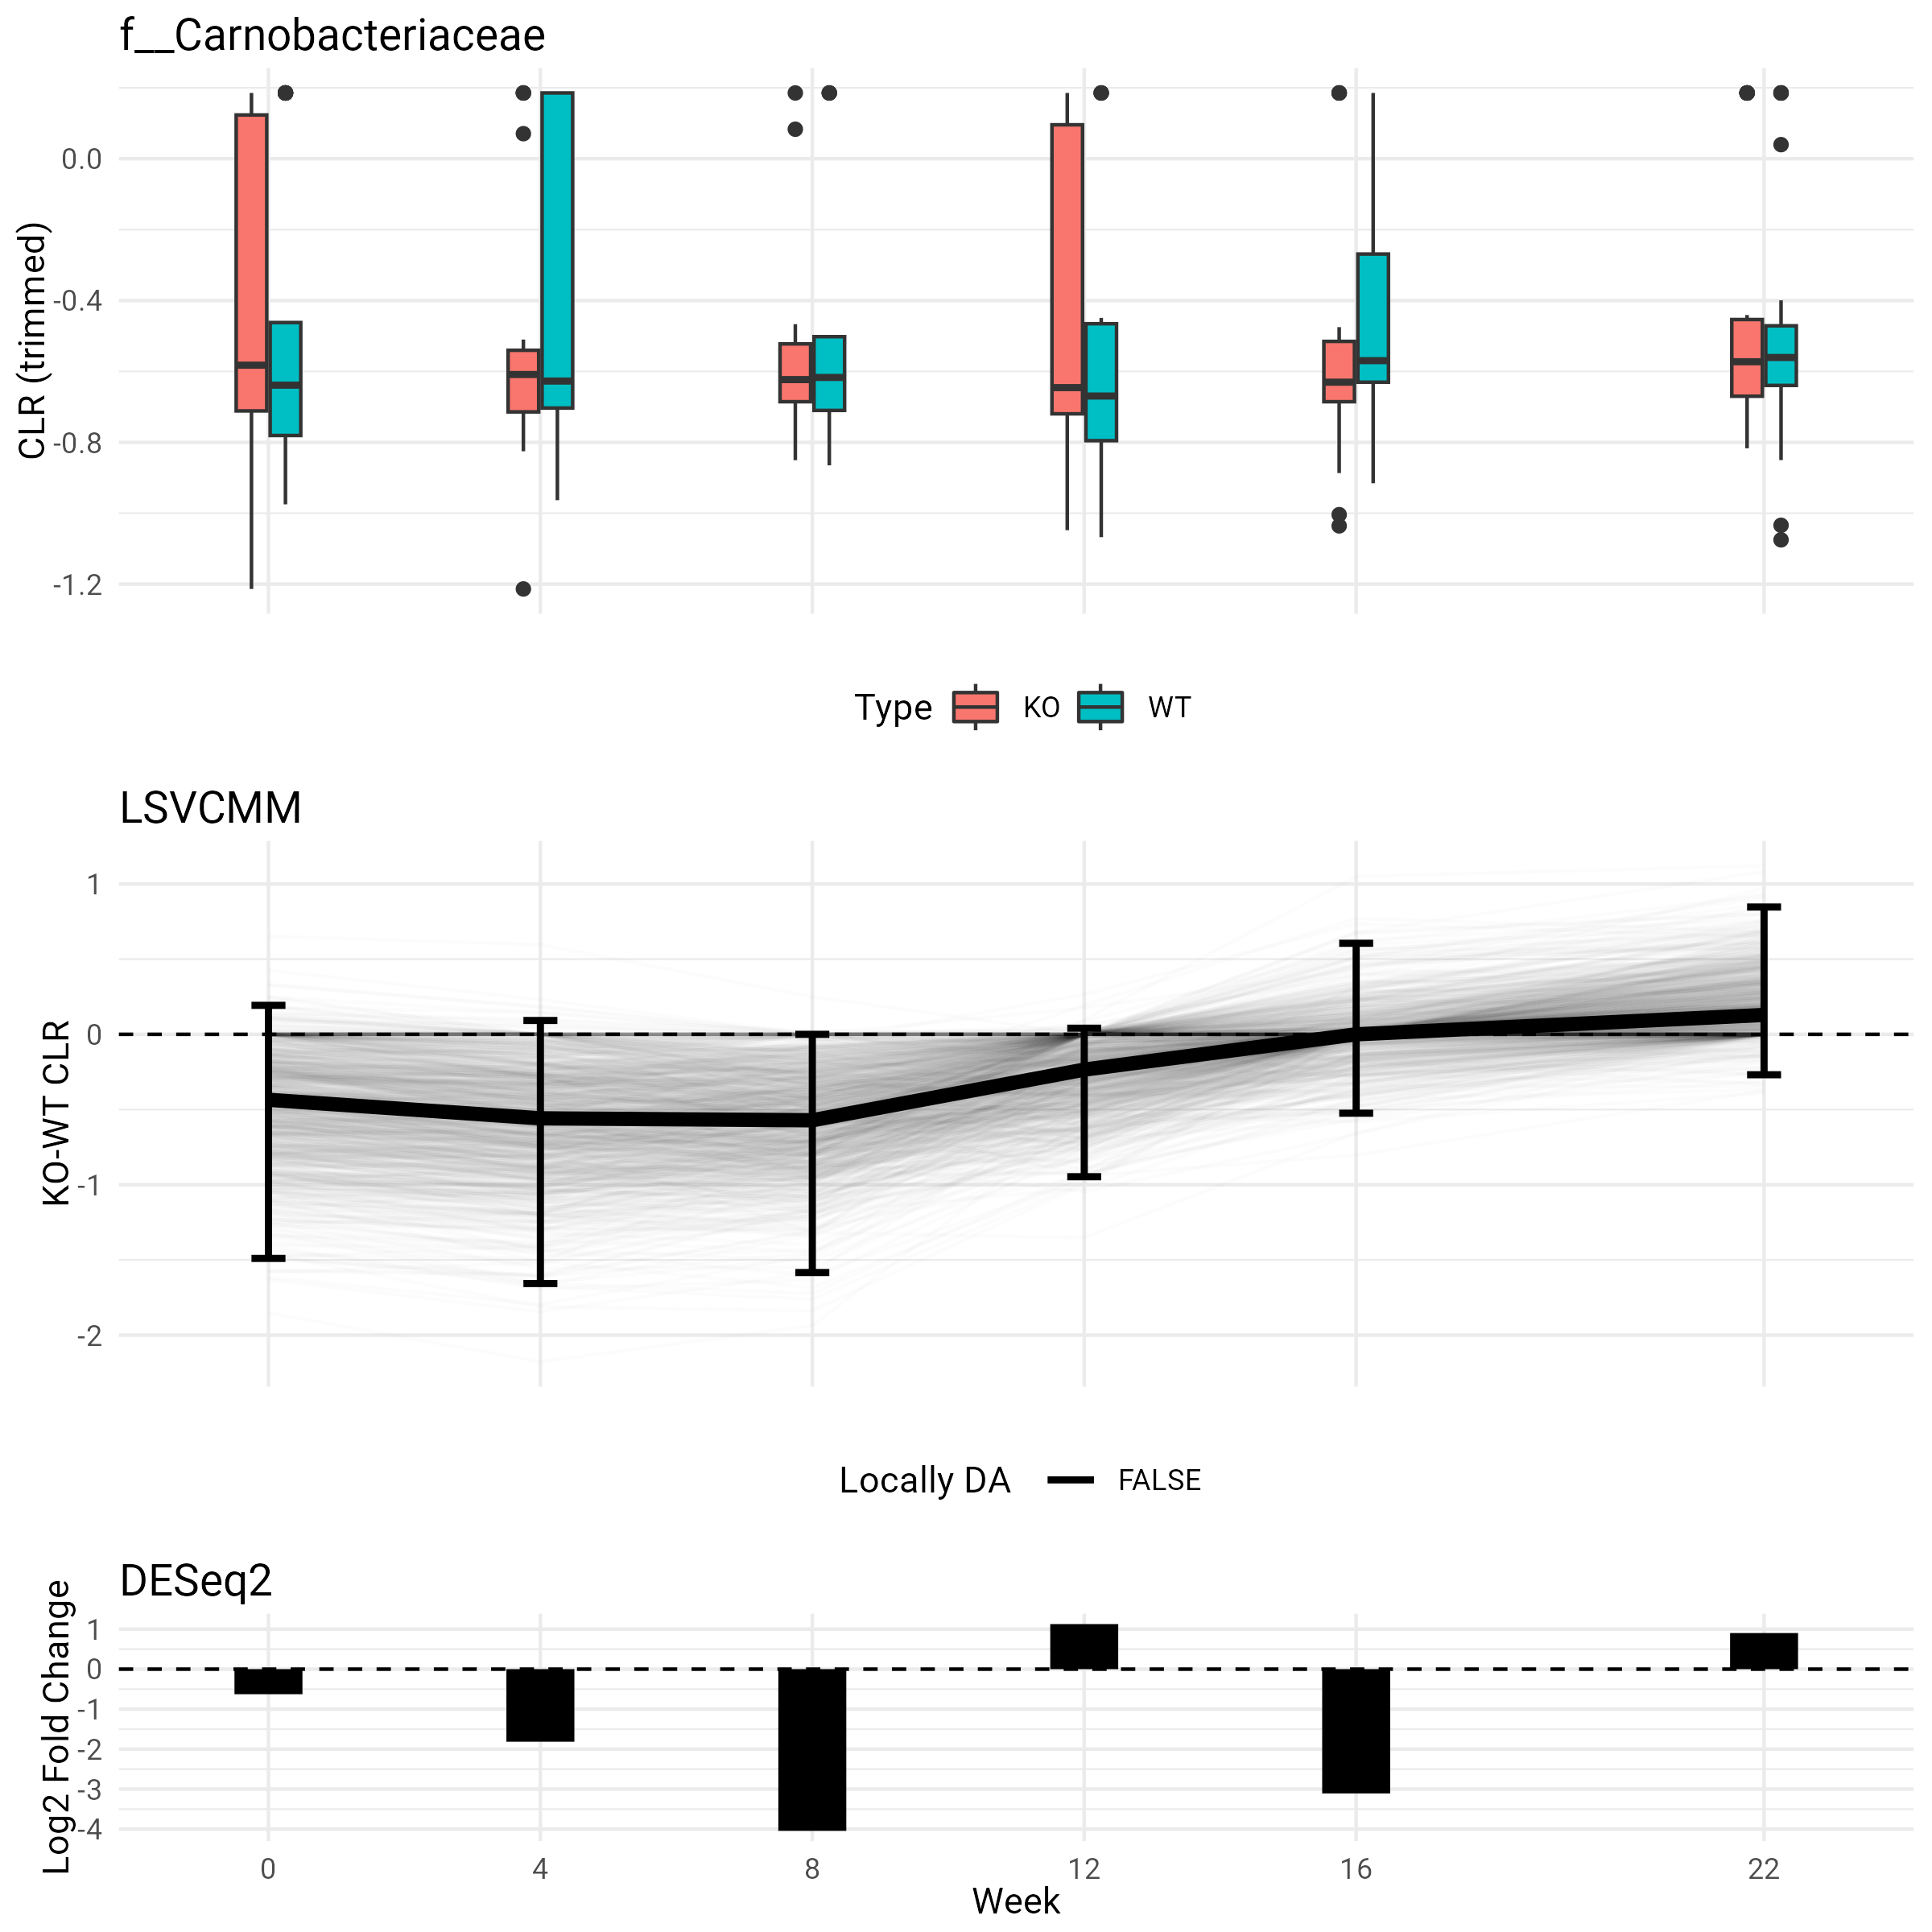 f__Carnobacteriaceae
CLR (trimmed)
0.0
-0.4
-0.8
-1.2
Type KO WT
LSVCMM
KO-WT CLR
1
0
-1
-2
Locally DA FALSE
DESeq2
Log2 Fold Change
1
0
-1
-2
-3
-4
0 4 8 12 16 22
Week